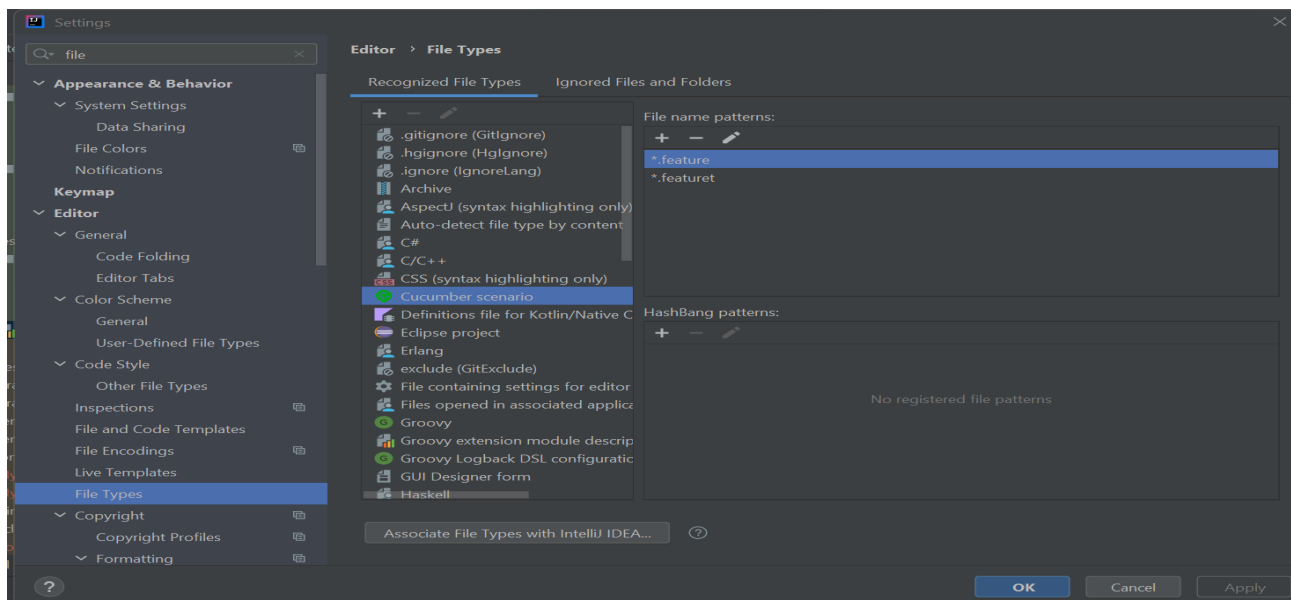 Settings
file
Appearance & Behavior
System Settings
Data Sharing
File Colors
Notifications
Keymap
Editor
General
Code Folding
Editor Tabs
Color Scheme
General
User-Defined File Types
Code Style
Other File Types
Inspections
File and Code Templates
File Encodings
Live Templates
File Types
Copyright
Copyright Profiles
Formatting
Editor › File Types
Recognized File Types Ignored Files and Folders
.gitignore (GitIgnore)
.hgignore (HgIgnore)
.ignore (IgnoreLang)
Archive
AspectJ (syntax highlighting only)
Auto-detect file type by content
C#
C/C++
CSS (syntax highlighting only)
Cucumber scenario
Definitions file for Kotlin/Native C
Eclipse project
Erlang
exclude (GitExclude)
File containing settings for editor
Files opened in associated applica
Groovy
Groovy extension module descrip
Groovy Logback DSL configuratic
GUI Designer form
Haskell
File name patterns:
*.feature
*.featuret
HashBang patterns:
No registered file patterns
Associate File Types with IntelliJ IDEA...
OK Cancel Apply